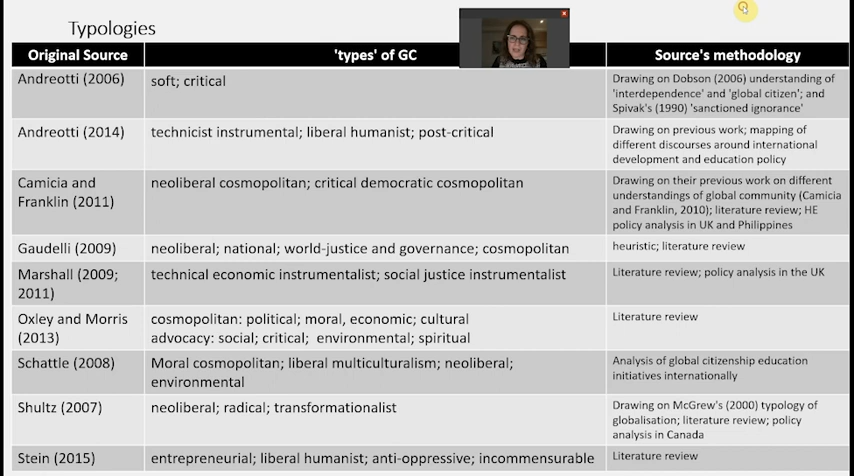 Typologies
Original Source
'types' of GC
Source's methodology
Andreotti (2006)
soft; critical
Drawing on Dobson (2006) understanding of
'interdependence' and 'global citizen'; and
Spivak's (1990) 'sanctioned ignorance'
Andreotti (2014)
technicist instrumental; liberal humanist; post-critical
Drawing on previous work; mapping of
different discourses around international
development and education policy
Camicia and
Franklin (2011)
neoliberal cosmopolitan; critical democratic cosmopolitan
Drawing on their previous work on different
understandings of global community (Camicia
and Franklin, 2010); literature review; HE
policy analysis in UK and Philippines
Gaudelli (2009)
neoliberal; national; world-justice and governance; cosmopolitan
heuristic; literature review
Marshall (2009;
2011)
technical economic instrumentalist; social justice instrumentalist
Literature review; policy analysis in the UK
Oxley and Morris
(2013)
cosmopolitan: political; moral, economic; cultural
advocacy: social; critical; environmental; spiritual
Literature review
Schattle (2008)
Moral cosmopolitan; liberal multiculturalism; neoliberal;
environmental
Analysis of global citizenship education
initiatives internationally
Shultz (2007)
neoliberal; radical; transformationalist
Drawing on McGrew's (2000) typology of
globalisation; literature review; policy
analysis in Canada
Stein (2015)
entrepreneurial; liberal humanist; anti-oppressive; incommensurable
Literature review